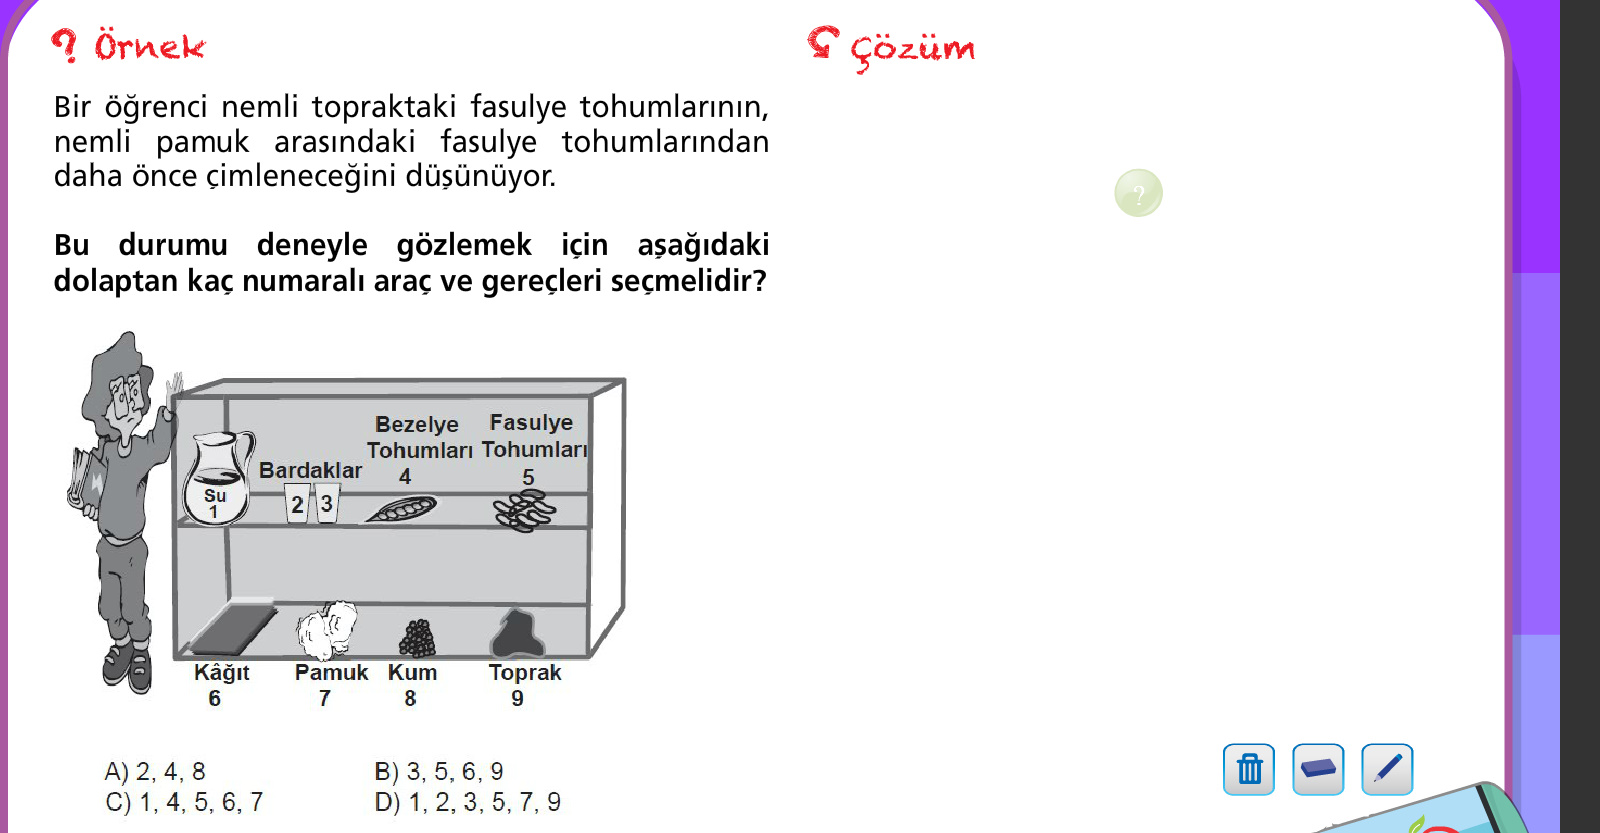 ? Örnek
Bir öğrenci nemli topraktaki fasulye tohumlarının,
nemli pamuk arasındaki fasulye tohumlarından
daha önce çimleneceğini düşünüyor.
Bu durumu deneyle gözlemek için aşağıdaki
dolaptan kaç numaralı araç ve gereçleri seçmelidir?
Su
1
Bardaklar
2 3
Bezelye
Tohumları
4
Fasulye
Tohumları
5
Kâğıt
6
Pamuk
7
Kum
8
Toprak
9
A) 2, 4, 8
B) 3, 5, 6, 9
C) 1, 4, 5, 6, 7
D) 1, 2, 3, 5, 7, 9
Çözüm
?